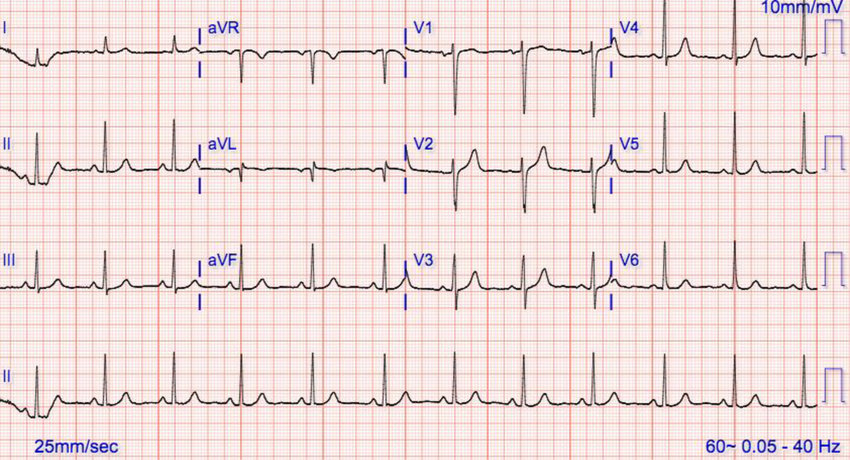 10mm/mV
I aVR V1 V4
II aVL V2 V5
III aVF V3 V6
II
25mm/sec 60~ 0.05 - 40 Hz